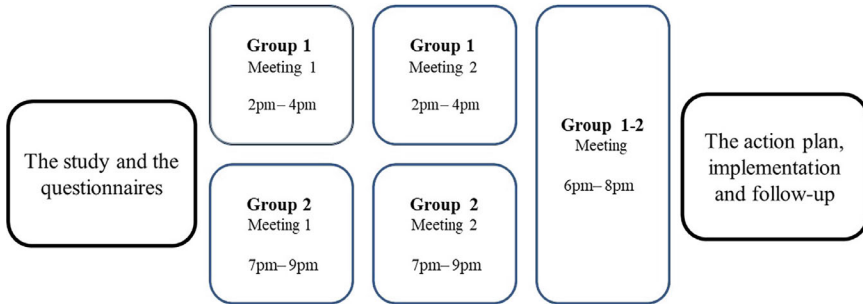 The study and the
questionnaires
Group 1
Meeting 1
2pm– 4pm
Group 2
Meeting 1
7pm– 9pm
Group 1
Meeting 2
2pm– 4pm
Group 2
Meeting 2
7pm– 9pm
Group 1-2
Meeting
6pm– 8pm
The action plan,
implementation
and follow-up